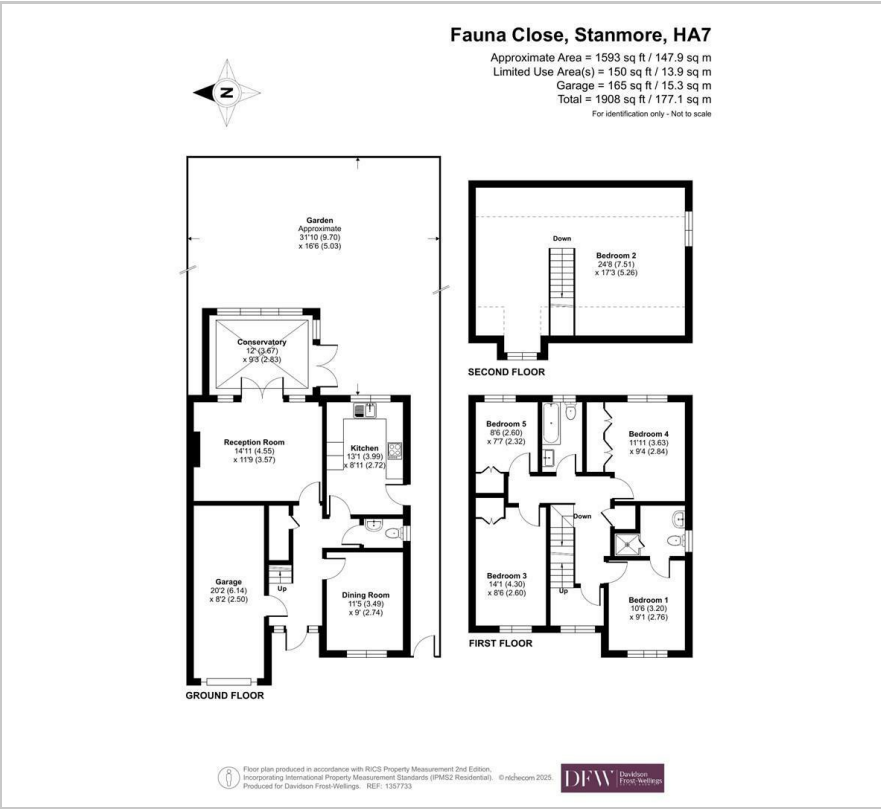 Fauna Close, Stanmore, HA7
Approximate Area = 1593 sq ft / 147.9 sq m
Limited Use Area(s) = 150 sq ft / 13.9 sq m
Garage = 165 sq ft / 15.3 sq m
Total = 1908 sq ft / 177.1 sq m
For identification only - Not to scale
N
Garden
Approximate
31'10 (9.70)
x 16'6 (5.03)
Down
Bedroom 2
24'8 (7.51)
x 17'3 (5.26)
SECOND FLOOR
Conservatory
12' (3.67)
x 9'3 (2.83)
Reception Room
14'11 (4.55)
x 11'9 (3.57)
Kitchen
13'1 (3.99)
x 8'11 (2.72)
Garage
20'2 (6.14)
x 8'2 (2.50)
Up
Dining Room
11'5 (3.49)
x 9' (2.74)
GROUND FLOOR
Bedroom 5
8'6 (2.60)
x 7'7 (2.32)
Bedroom 4
11'11 (3.63)
x 9'4 (2.84)
Down
Bedroom 3
14'1 (4.30)
x 8'6 (2.60)
Up
Bedroom 1
10'6 (3.20)
x 9'1 (2.76)
FIRST FLOOR
Floor plan produced in accordance with RICS Property Measurement 2nd Edition,
Incorporating International Property Measurement Standards (IPMS2 Residential). © nichecom 2025.
Produced for Davidson Frost-Wellings. REF: 1357733
DFW
Davidson
Frost-Wellings